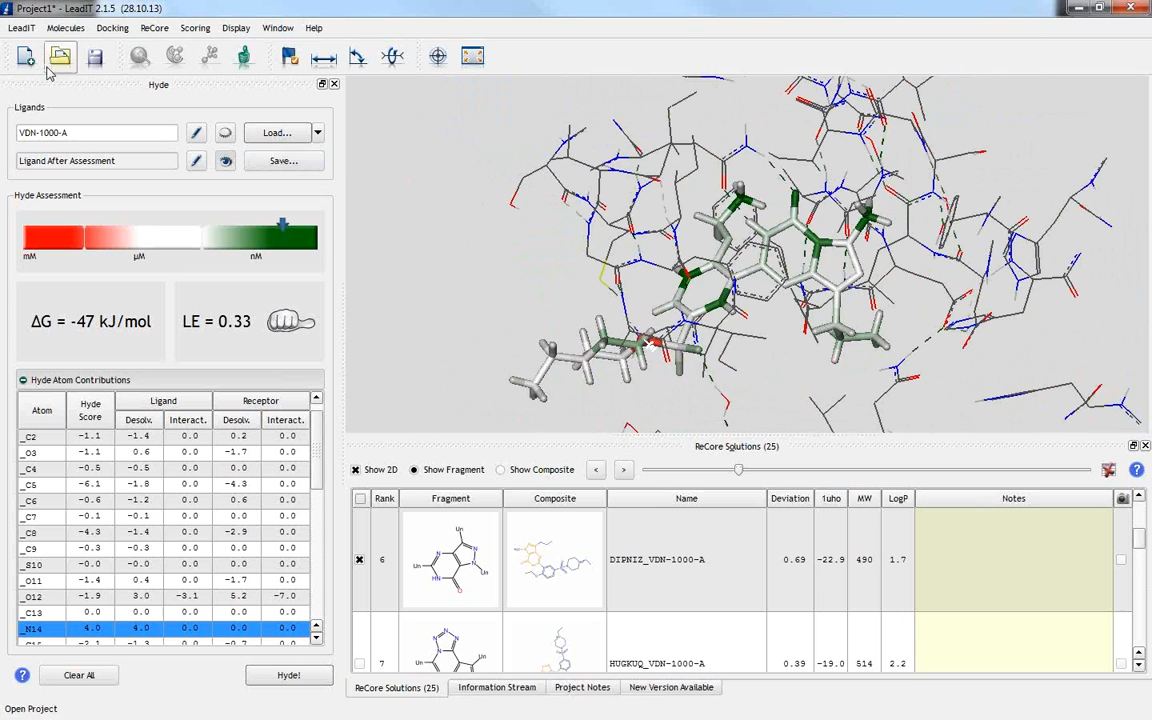 Project1* - LeadIT 2.1.5 (28.10.13)
LeadIT Molecules Docking ReCore Scoring Display Window Help
Hyde
Ligands
VDN-1000-A
Load...
Ligand After Assessment
Save...
Hyde Assessment
mM µM nM
ΔG = -47 kJ/mol
LE = 0.33
Hyde Atom Contributions
Atom Hyde Score Ligand Receptor
Desolv. Interact. Desolv. Interact.
_C2 -1.1 -1.4 0.0 0.2 0.0
_O3 -1.1 0.6 0.0 -1.7 0.0
_C4 -0.5 -0.5 0.0 0.0 0.0
_C5 -6.1 -1.8 0.0 -4.3 0.0
_C6 -0.6 -1.2 0.0 0.6 0.0
_C7 -0.1 -0.1 0.0 0.0 0.0
_C8 -4.3 -1.4 0.0 -2.9 0.0
_C9 -0.3 -0.3 0.0 0.0 0.0
_S10 -0.0 -0.0 0.0 0.0 0.0
_O11 -1.4 0.4 0.0 -1.7 0.0
_O12 -1.9 3.0 -3.1 5.2 -7.0
_C13 0.0 0.0 0.0 0.0 0.0
_N14 4.0 4.0 0.0 0.0 0.0
Clear All
Hyde!
Open Project
ReCore Solutions (25)
Show 2D Show Fragment Show Composite < >
Rank Fragment Composite Name Deviation 1uho MW LogP Notes
6 DIPNIZ_VDN-1000-A 0.69 -22.9 490 1.7
7 HUGKUQ_VDN-1000-A 0.39 -19.0 514 2.2
ReCore Solutions (25) Information Stream Project Notes New Version Available